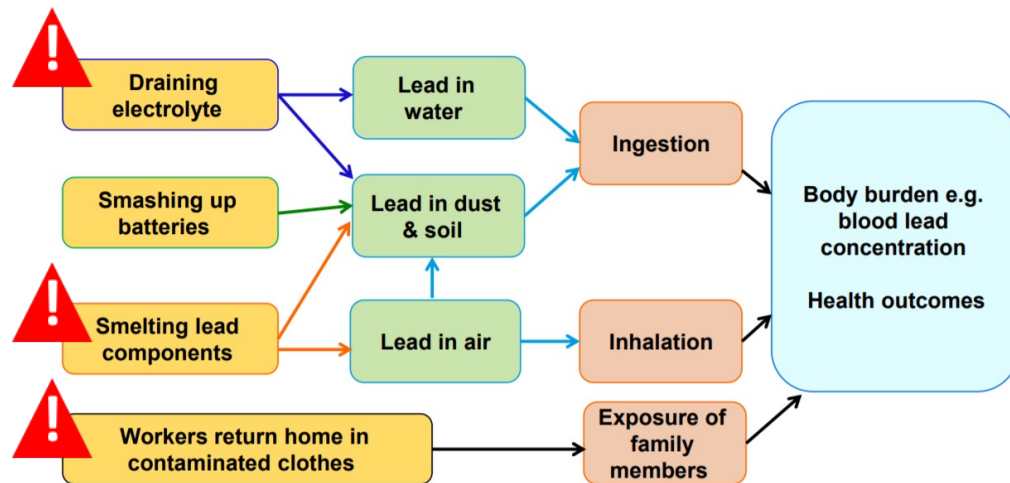 !
Draining
electrolyte
Lead in
water
Ingestion
Smashing up
batteries
Lead in dust
& soil
Body burden e.g.
blood lead
concentration
Health outcomes
!
Smelting lead
components
Lead in air
Inhalation
!
Workers return home in
contaminated clothes
Exposure of
family
members